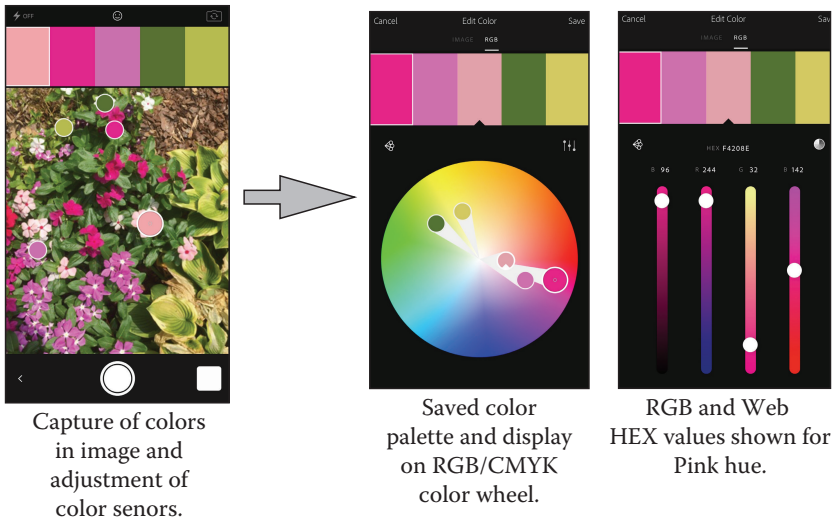 OFF
Cancel
Edit Color
Save
IMAGE RGB
Cancel
Edit Color
Sav
IMAGE RGB
HEX F4208E
B 96 R 244 G 32 B 142
Capture of colors
in image and
adjustment of
color senors.
Saved color
palette and display
on RGB/CMYK
color wheel.
RGB and Web
HEX values shown for
Pink hue.